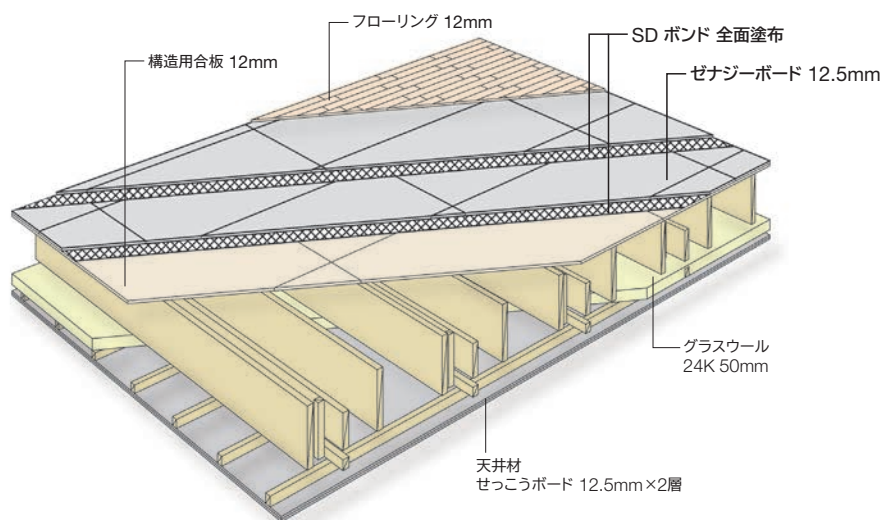 フローリング 12mm
SD ボンド 全面塗布
構造用合板 12mm
ゼナジーボード 12.5mm
グラスウール
24K 50mm
天井材
せっこうボード 12.5mm×2層